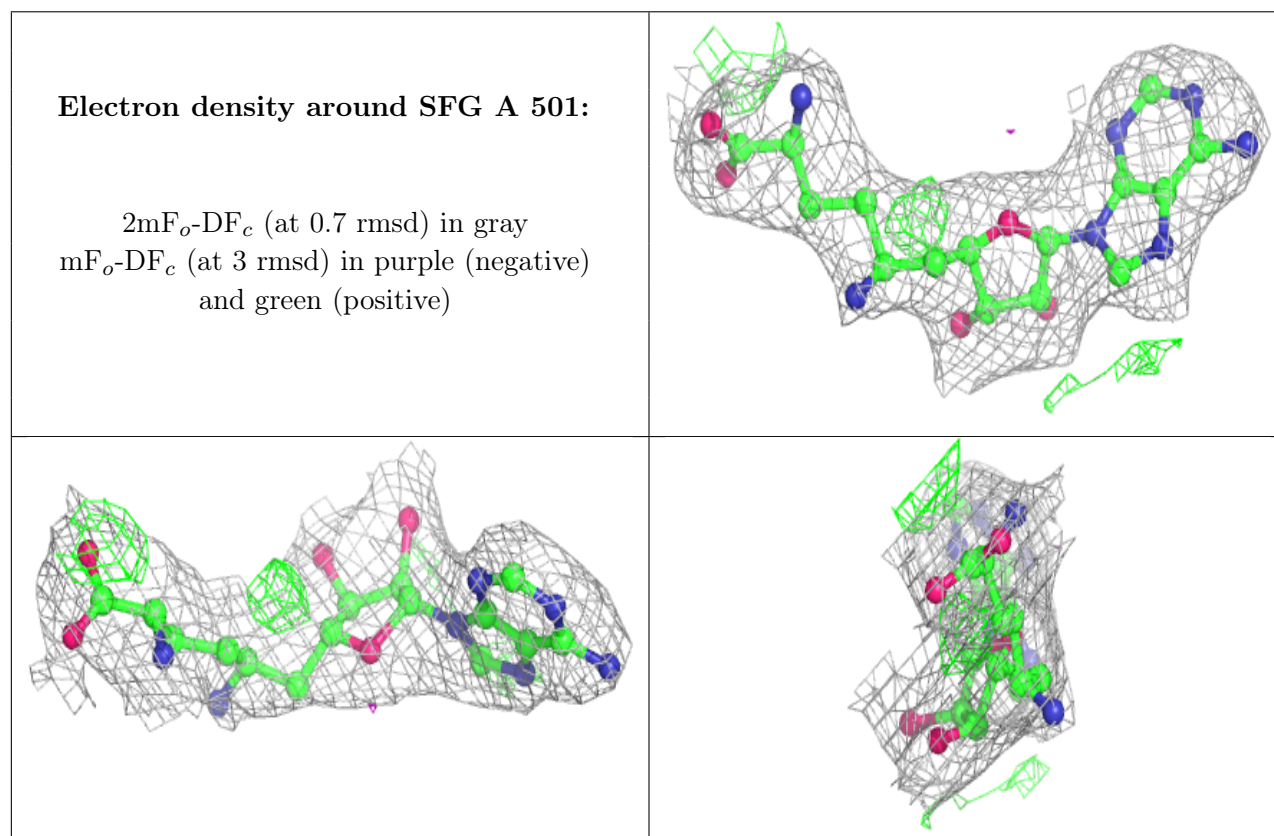 Electron density around SFG A 501:
2mFₒ-DF𝒸 (at 0.7 rmsd) in gray
mFₒ-DF𝒸 (at 3 rmsd) in purple (negative)
and green (positive)